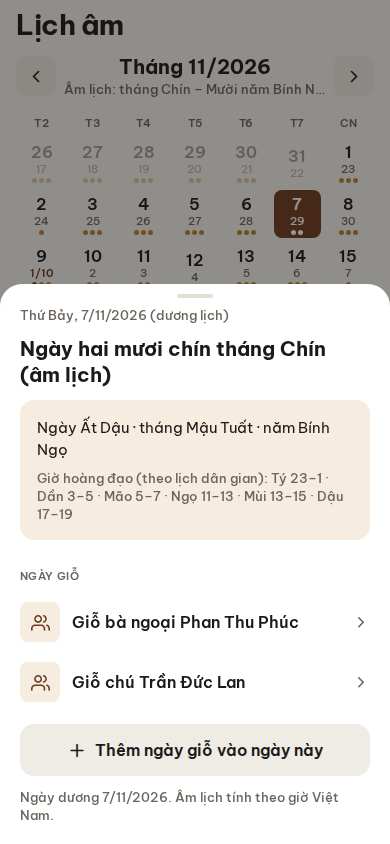 Lịch âm
Tháng 11/2026
Âm lịch: tháng Chín – Mười năm Bính N...
T2 T3 T4 T5 T6 T7 CN
26 27 28 29 30 31 1
17 18 19 20 21 22 23
2 3 4 5 6 7 8
24 25 26 27 28 29 30
9 10 11 12 13 14 15
1/10 2 3 4 5 6 7
Thứ Bảy, 7/11/2026 (dương lịch)
Ngày hai mươi chín tháng Chín
(âm lịch)
Ngày Ất Dậu · tháng Mậu Tuất · năm Bính
Ngọ
Giờ hoàng đạo (theo lịch dân gian): Tý 23–1 ·
Dần 3–5 · Mão 5–7 · Ngọ 11–13 · Mùi 13–15 · Dậu
17–19
NGÀY GIỖ
Giỗ bà ngoại Phan Thu Phúc
Giỗ chú Trần Đức Lan
Thêm ngày giỗ vào ngày này
Ngày dương 7/11/2026. Âm lịch tính theo giờ Việt
Nam.